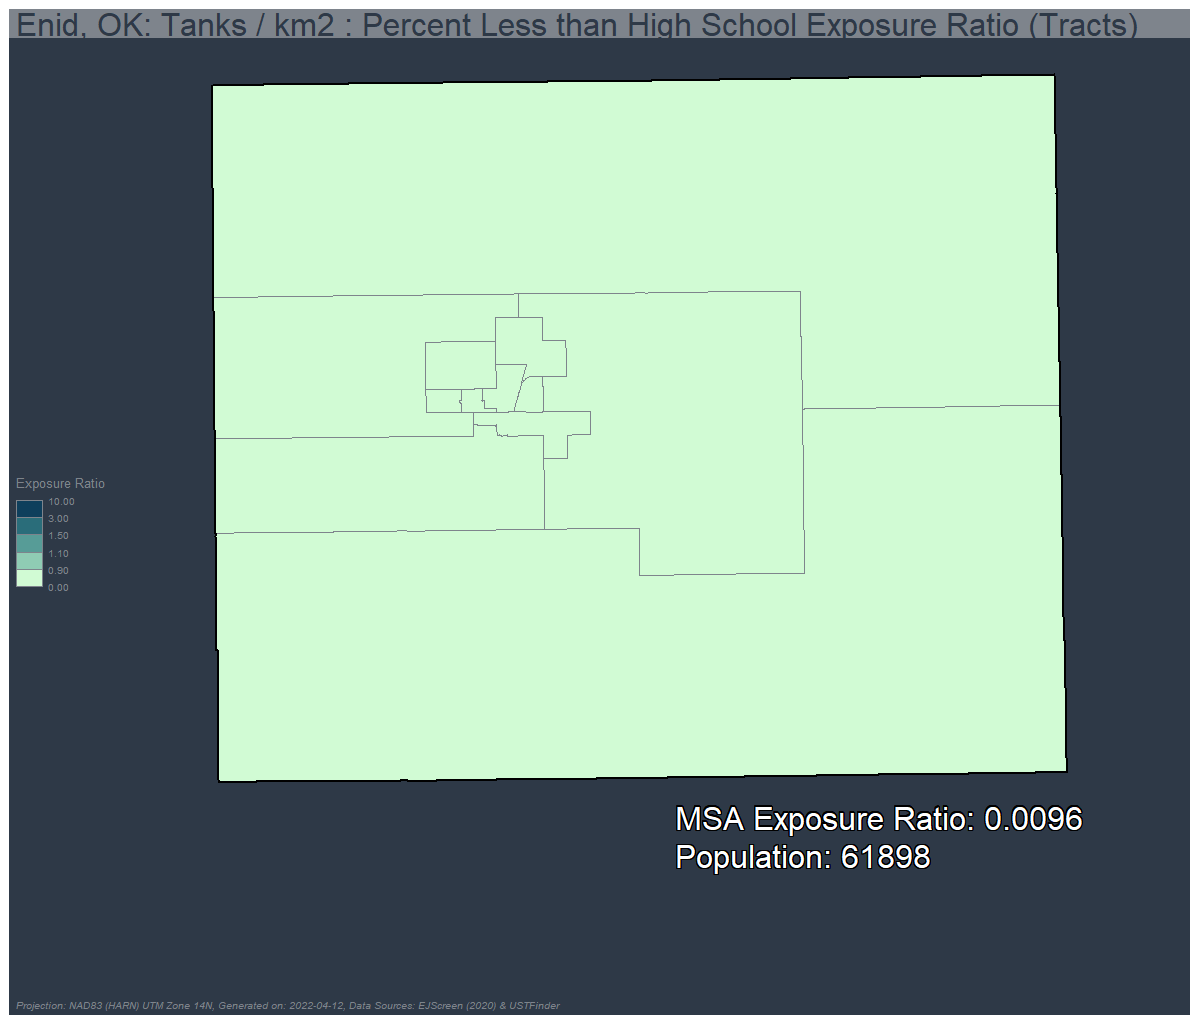 Enid, OK: Tanks / km2 : Percent Less than High School Exposure Ratio (Tracts)
Exposure Ratio
10.00
3.00
1.50
1.10
0.90
0.00
MSA Exposure Ratio: 0.0096
Population: 61898
Projection: NAD83 (HARN) UTM Zone 14N, Generated on: 2022-04-12, Data Sources: EJScreen (2020) & USTFinder